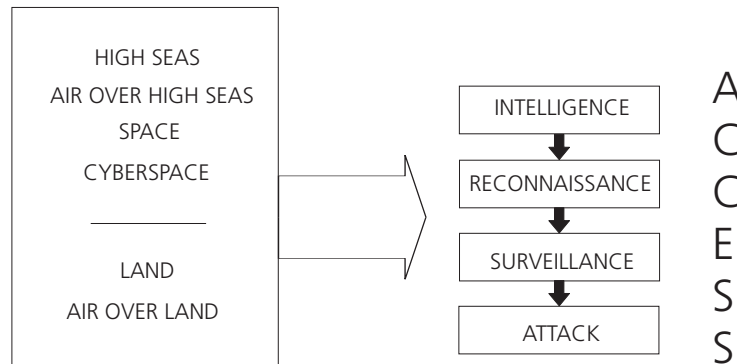 HIGH SEAS
AIR OVER HIGH SEAS
SPACE
CYBERSPACE
LAND
AIR OVER LAND
INTELLIGENCE
RECONNAISSANCE
SURVEILLANCE
ATTACK
A
C
C
E
S
S